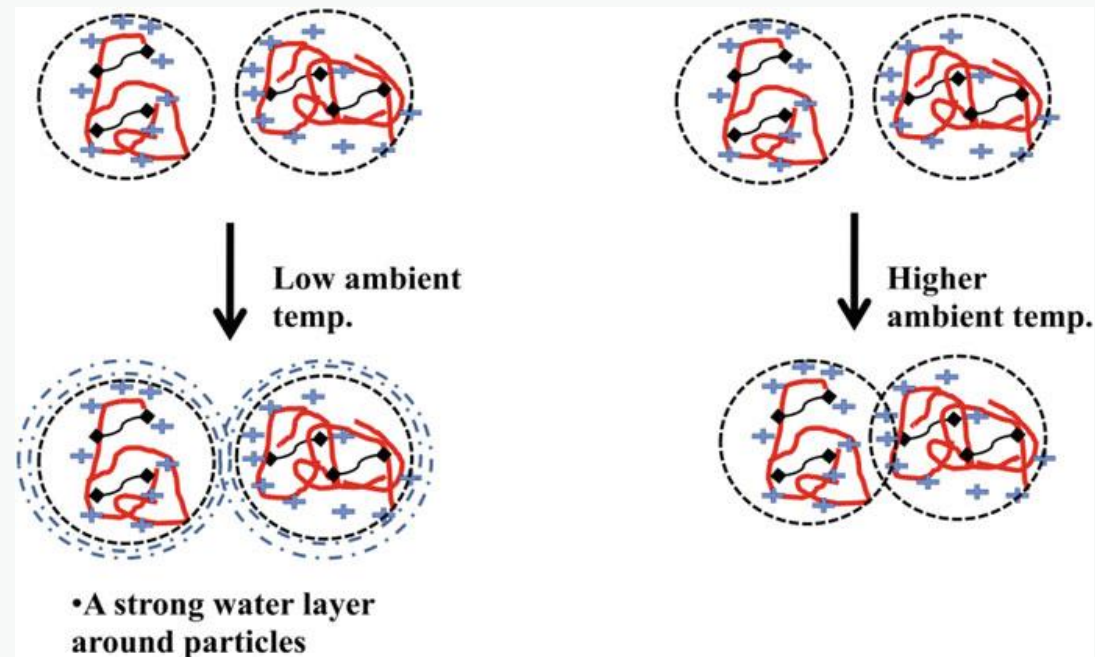 Low ambient
temp.
Higher
ambient temp.
•A strong water layer
around particles